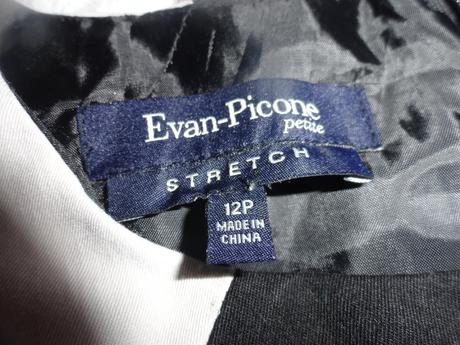 Evan-Picone
petite
STRETCH
12P
MADE IN
CHINA